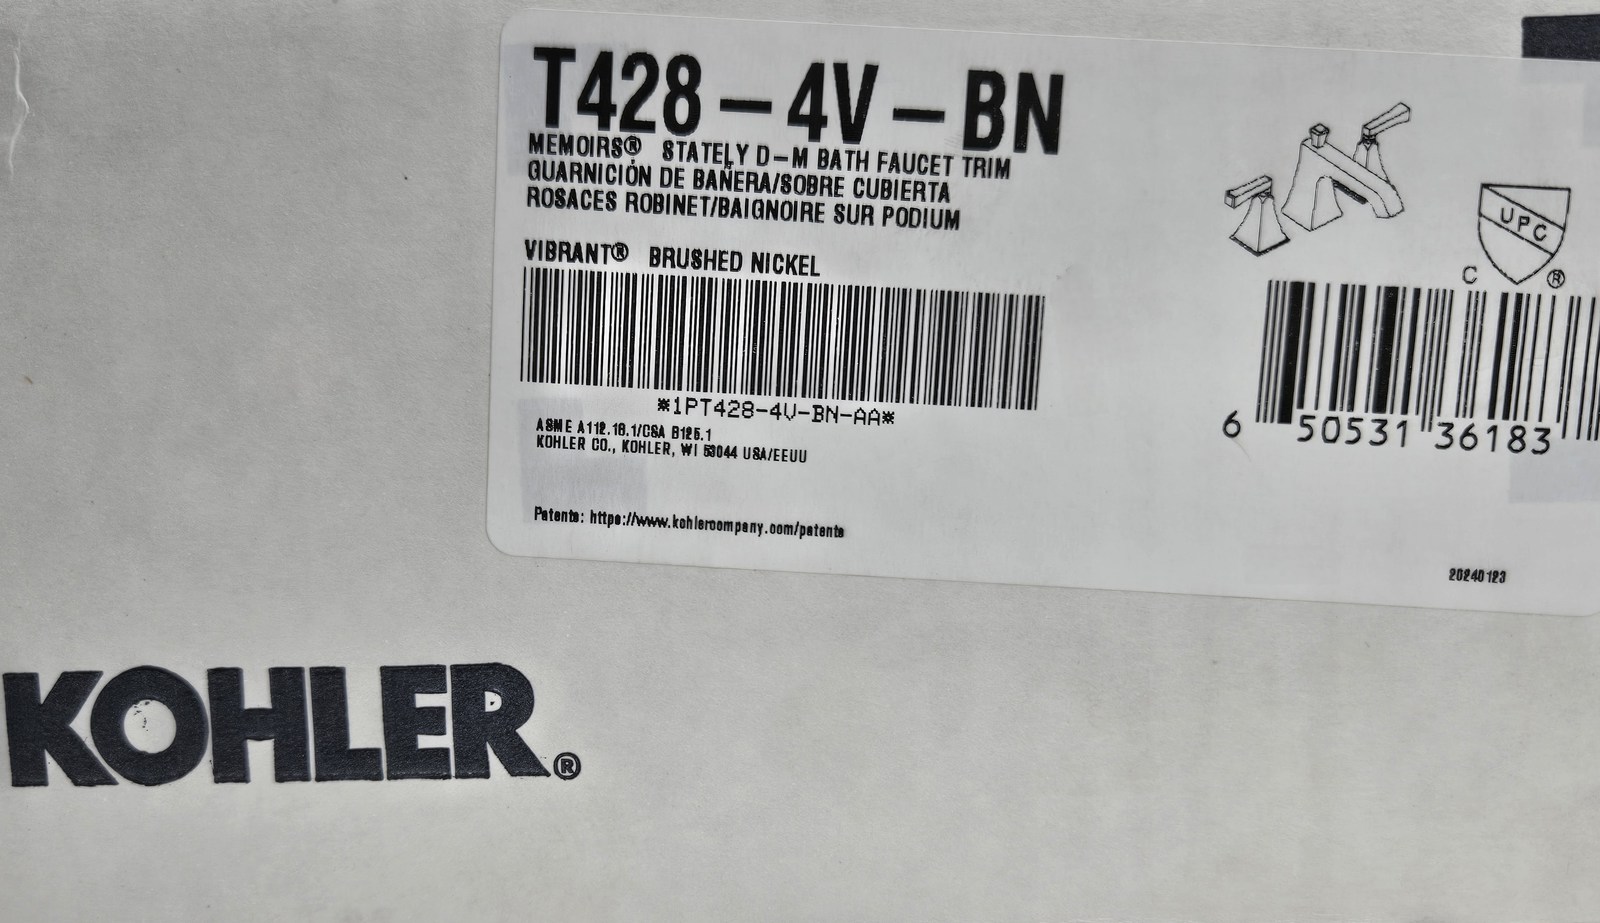 T428-4V-BN
MEMOIRS® STATELY D-M BATH FAUCET TRIM
GUARNICIÓN DE BAÑERA/SOBRE CUBIERTA
ROSACES ROBINET/BAIGNOIRE SUR PODIUM
VIBRANT® BRUSHED NICKEL
*1PT428-4V-BN-AA*
ASME A112.18.1/CSA B125.1
KOHLER CO., KOHLER, WI 53044 USA/EEUU
Patents: https://www.kohlercompany.com/patents
UPC
C ®
6 50531 36183
20240123
KOHLER®